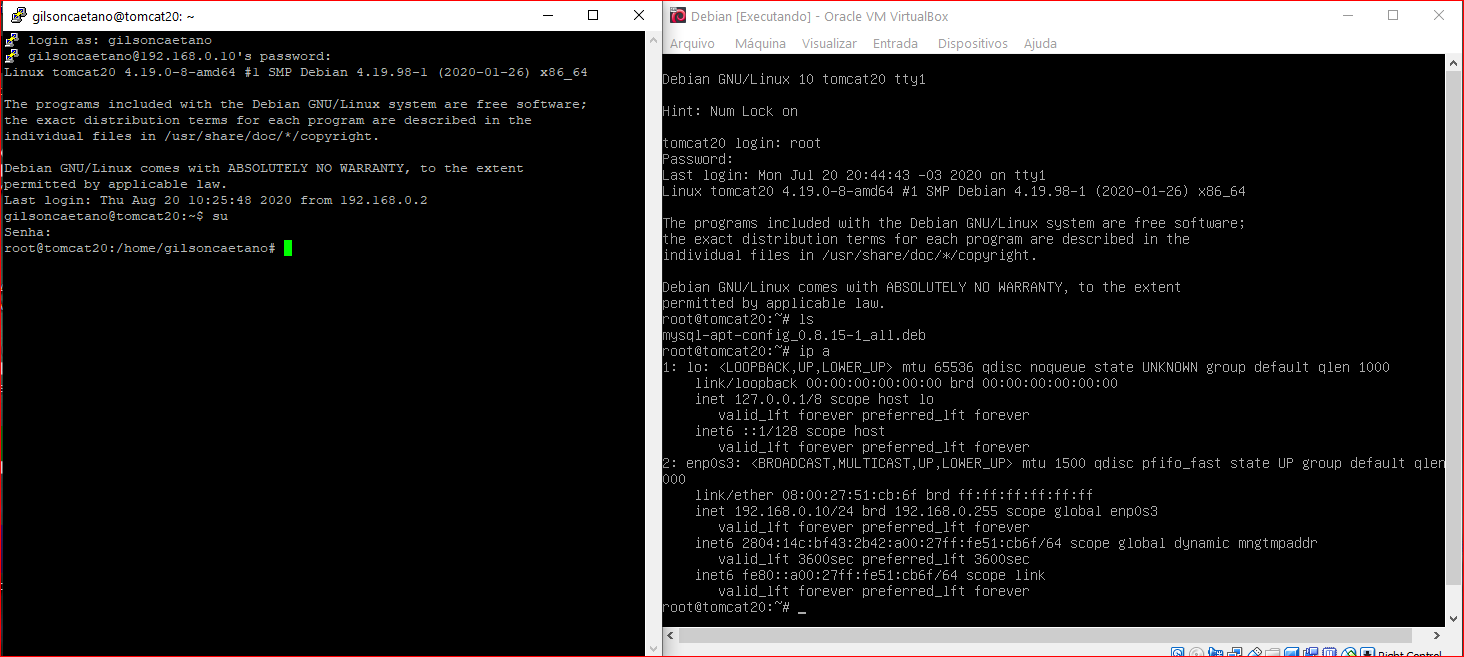 gilsoncaetano@tomcat20: ~
login as: gilsoncaetano
gilsoncaetano@192.168.0.10's password:
Linux tomcat20 4.19.0-8-amd64 #1 SMP Debian 4.19.98-1 (2020-01-26) x86_64
The programs included with the Debian GNU/Linux system are free software;
the exact distribution terms for each program are described in the
individual files in /usr/share/doc/*/copyright.
Debian GNU/Linux comes with ABSOLUTELY NO WARRANTY, to the extent
permitted by applicable law.
Last login: Thu Aug 20 10:25:48 2020 from 192.168.0.2
gilsoncaetano@tomcat20:~$ su
Senha:
root@tomcat20:/home/gilsoncaetano#
Debian [Executando] - Oracle VM VirtualBox
Arquivo Máquina Visualizar Entrada Dispositivos Ajuda
Debian GNU/Linux 10 tomcat20 tty1
Hint: Num Lock on
tomcat20 login: root
Password:
Last login: Mon Jul 20 20:44:43 -03 2020 on tty1
Linux tomcat20 4.19.0-8-amd64 #1 SMP Debian 4.19.98-1 (2020-01-26) x86_64
The programs included with the Debian GNU/Linux system are free software;
the exact distribution terms for each program are described in the
individual files in /usr/share/doc/*/copyright.
Debian GNU/Linux comes with ABSOLUTELY NO WARRANTY, to the extent
permitted by applicable law.
root@tomcat20:~# ls
mysql-apt-config_0.8.15-1_all.deb
root@tomcat20:~# ip a
1: lo: <LOOPBACK,UP,LOWER_UP> mtu 65536 qdisc noqueue state UNKNOWN group default qlen 1000
link/loopback 00:00:00:00:00:00 brd 00:00:00:00:00:00
inet 127.0.0.1/8 scope host lo
valid_lft forever preferred_lft forever
inet6 ::1/128 scope host
valid_lft forever preferred_lft forever
2: enp0s3: <BROADCAST,MULTICAST,UP,LOWER_UP> mtu 1500 qdisc pfifo_fast state UP group default qlen
000
link/ether 08:00:27:51:cb:6f brd ff:ff:ff:ff:ff:ff
inet 192.168.0.10/24 brd 192.168.0.255 scope global enp0s3
valid_lft forever preferred_lft forever
inet6 2804:14c:bf43:2b42:a00:27ff:fe51:cb6f/64 scope global dynamic mngtmpaddr
valid_lft 3600sec preferred_lft 3600sec
inet6 fe80::a00:27ff:fe51:cb6f/64 scope link
valid_lft forever preferred_lft forever
root@tomcat20:~# _
Right Control